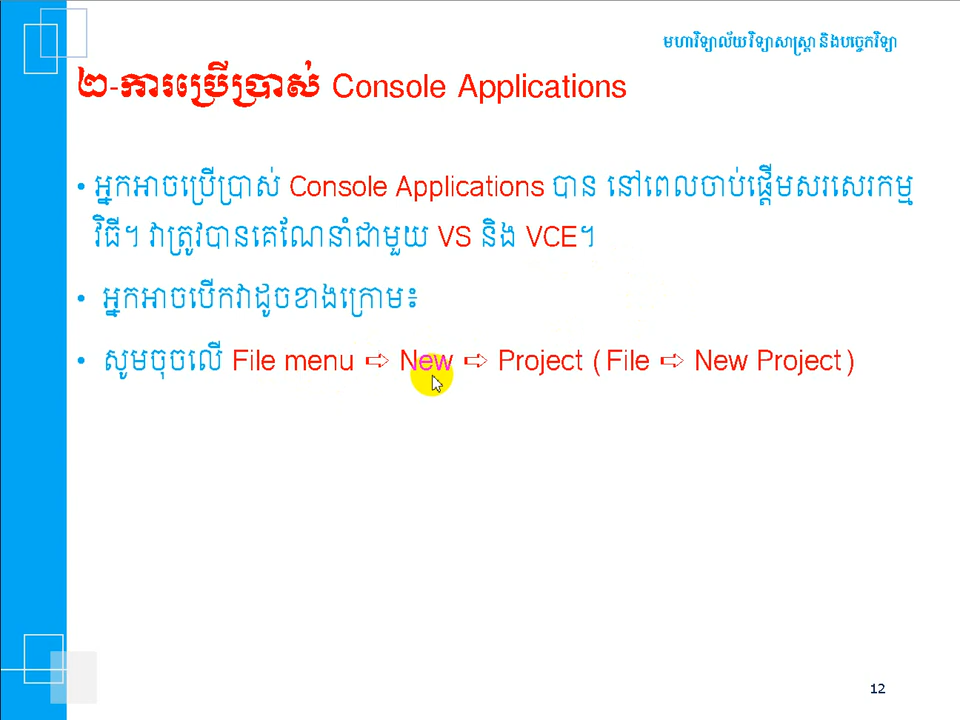 មហាវិទ្យាល័យវិទ្យាសាស្ត្រា និងបច្ចេកវិទ្យា
២-ការប្រើប្រាស់ Console Applications
• អ្នកអាចប្រើប្រាស់ Console Applications បាន នៅពេលចាប់ផ្តើមសរសេរកម្ម
វិធី។ វាត្រូវបានគេណែនាំជាមួយ VS និង VCE។
• អ្នកអាចបើកវាដូចខាងក្រោម៖
• សូមចុចលើ File menu ⇨ New ⇨ Project (File ⇨ New Project)
12